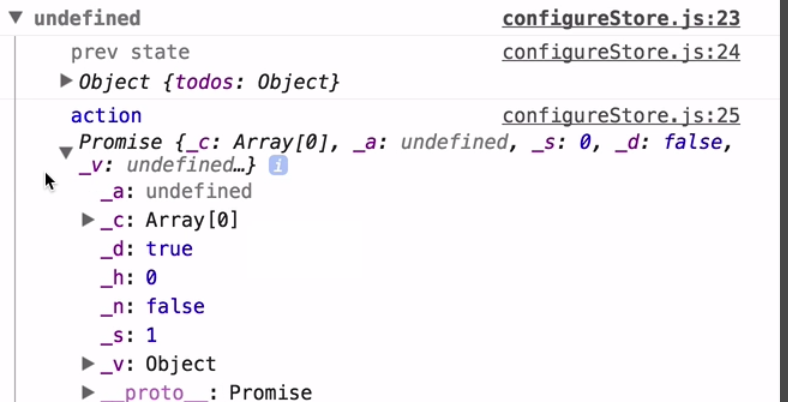 ▼ undefined configureStore.js:23
prev state configureStore.js:24
▶ Object {todos: Object}
action configureStore.js:25
▼ Promise {_c: Array[0], _a: undefined, _s: 0, _d: false,
_v: undefined…} i
_a: undefined
▶ _c: Array[0]
_d: true
_h: 0
_n: false
_s: 1
▶ _v: Object
▶ __proto__: Promise